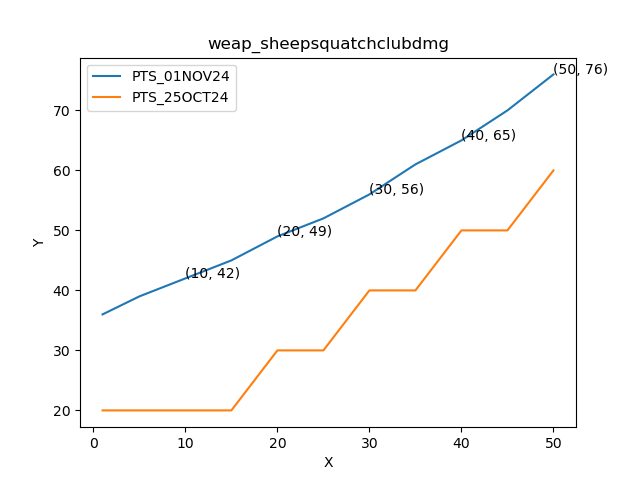 weap_sheepsquatchclubdmg
PTS_01NOV24
PTS_25OCT24
(50, 76)
(40, 65)
(30, 56)
(20, 49)
(10, 42)
70
60
50
40
30
20
Y
0 10 20 30 40 50
X